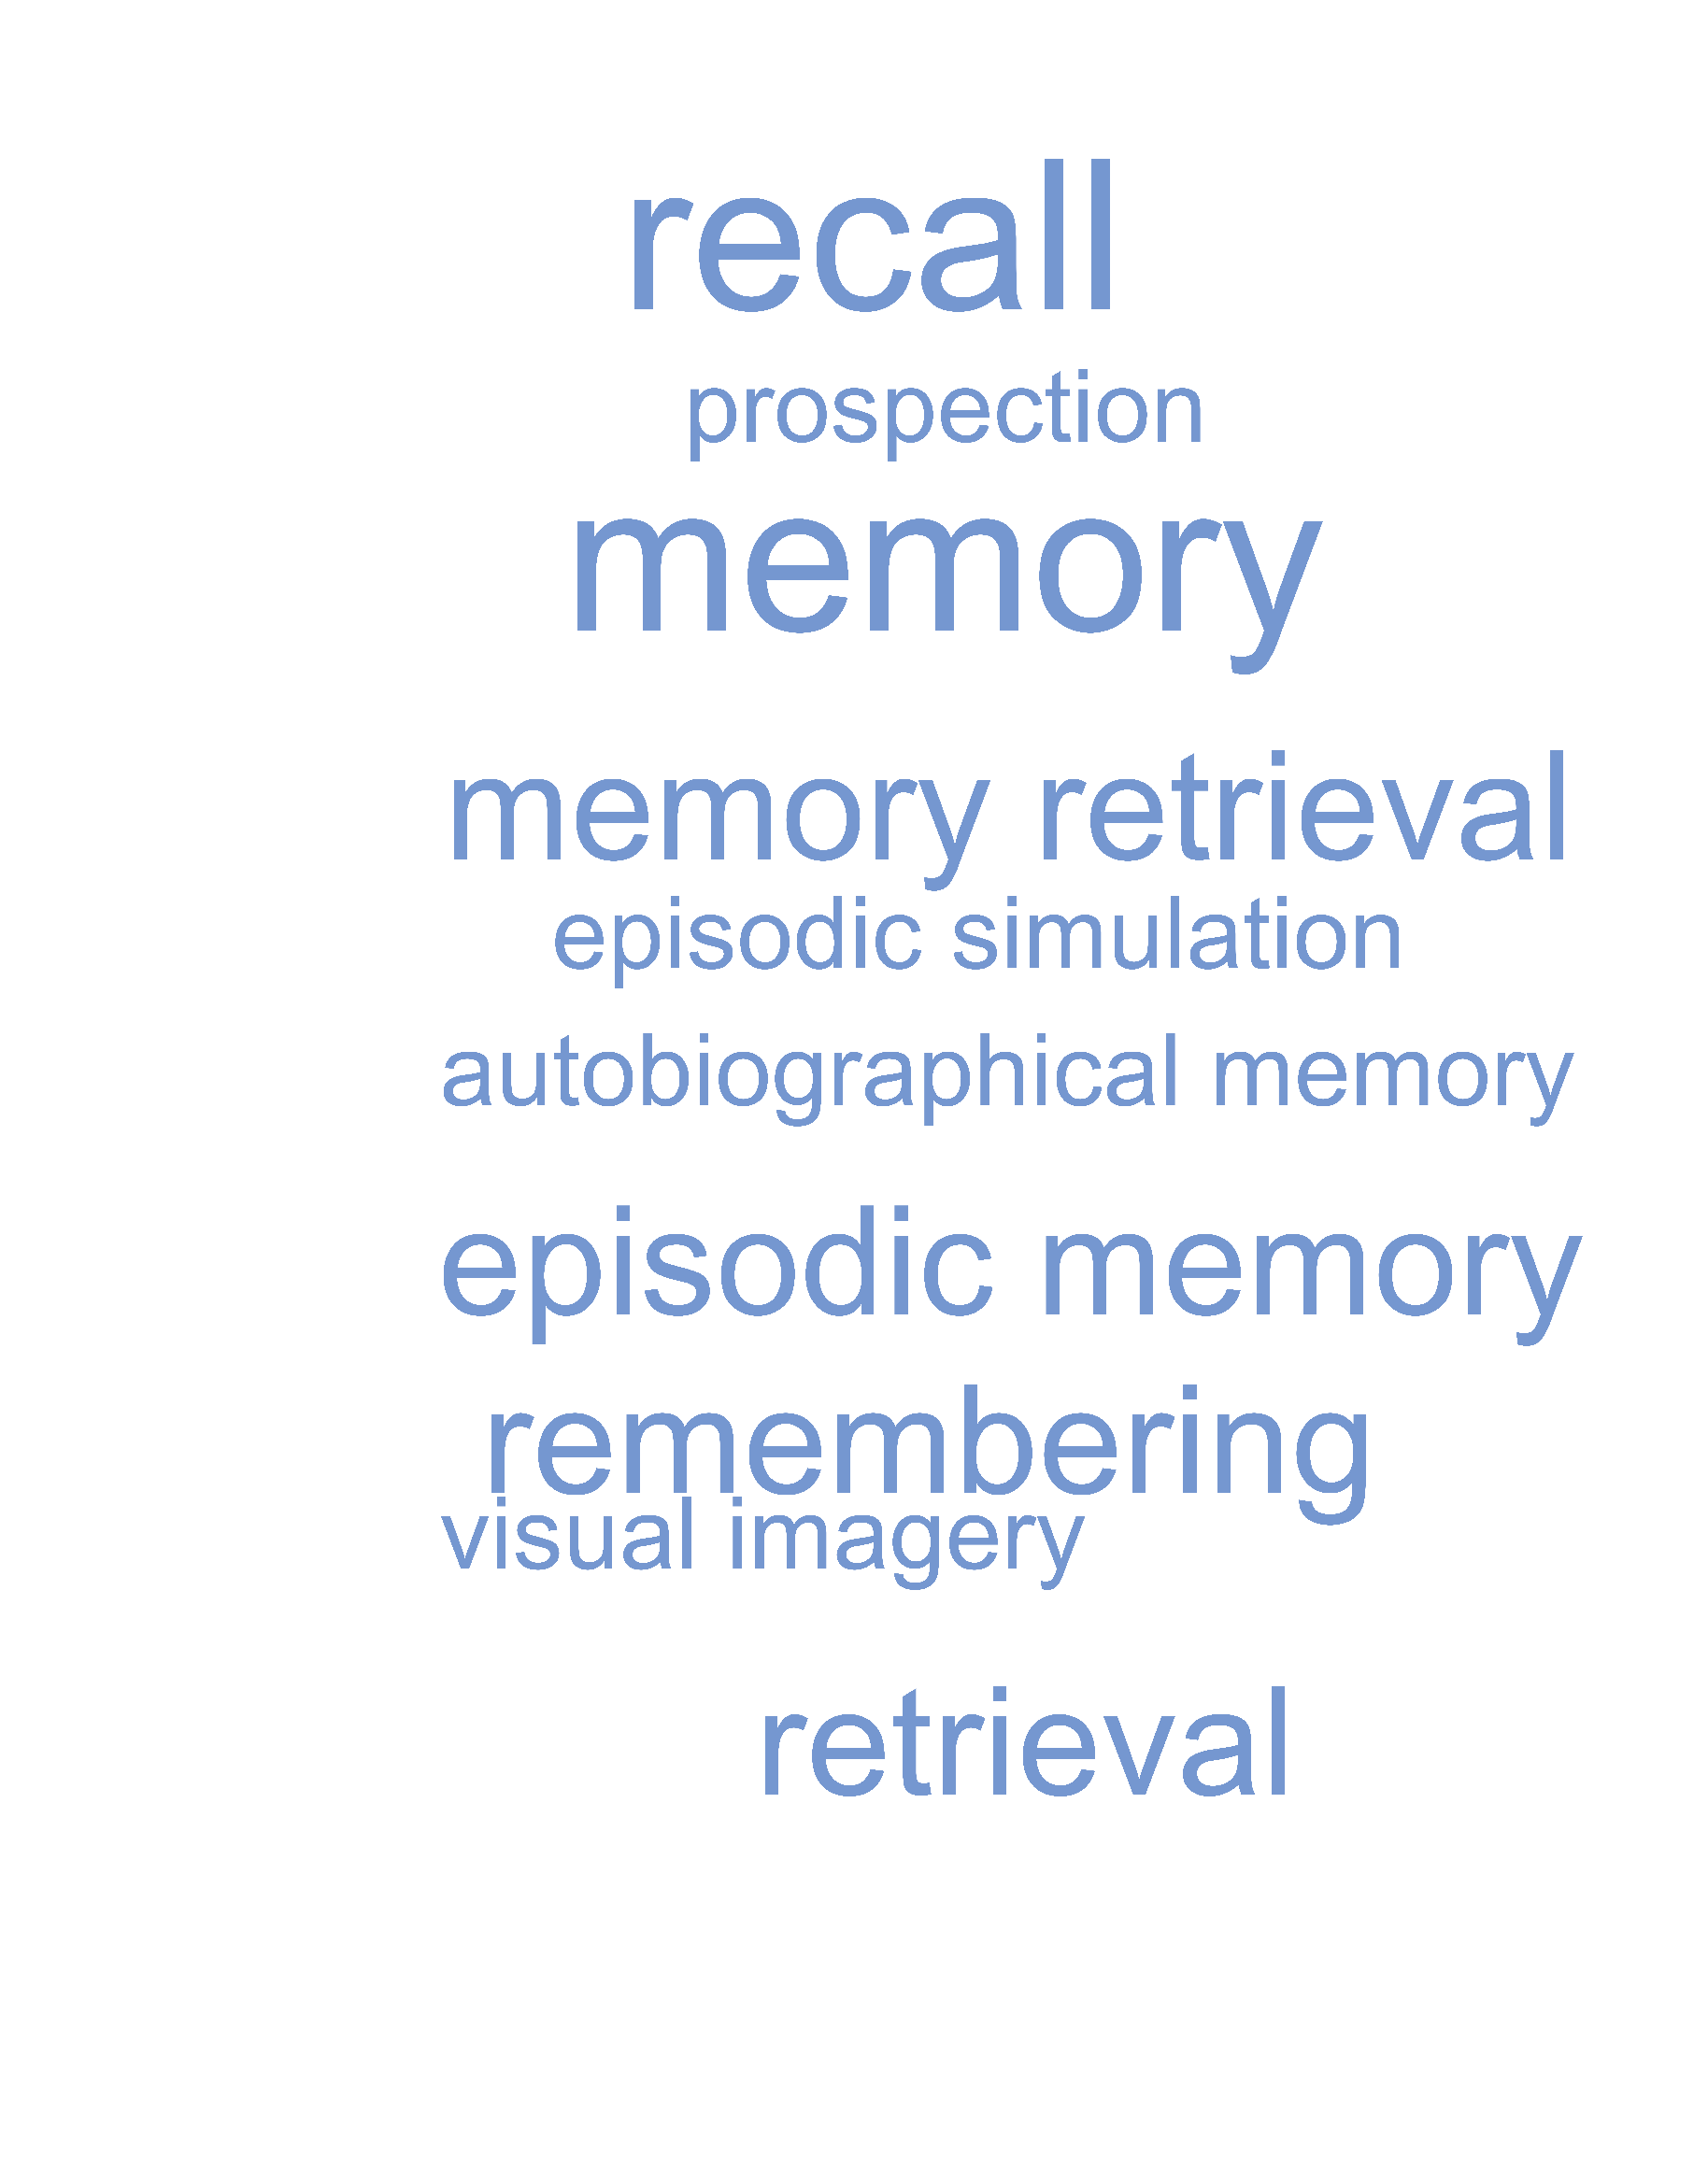 recall
prospection
memory
memory retrieval
episodic simulation
autobiographical memory
episodic memory
remembering
visual imagery
retrieval